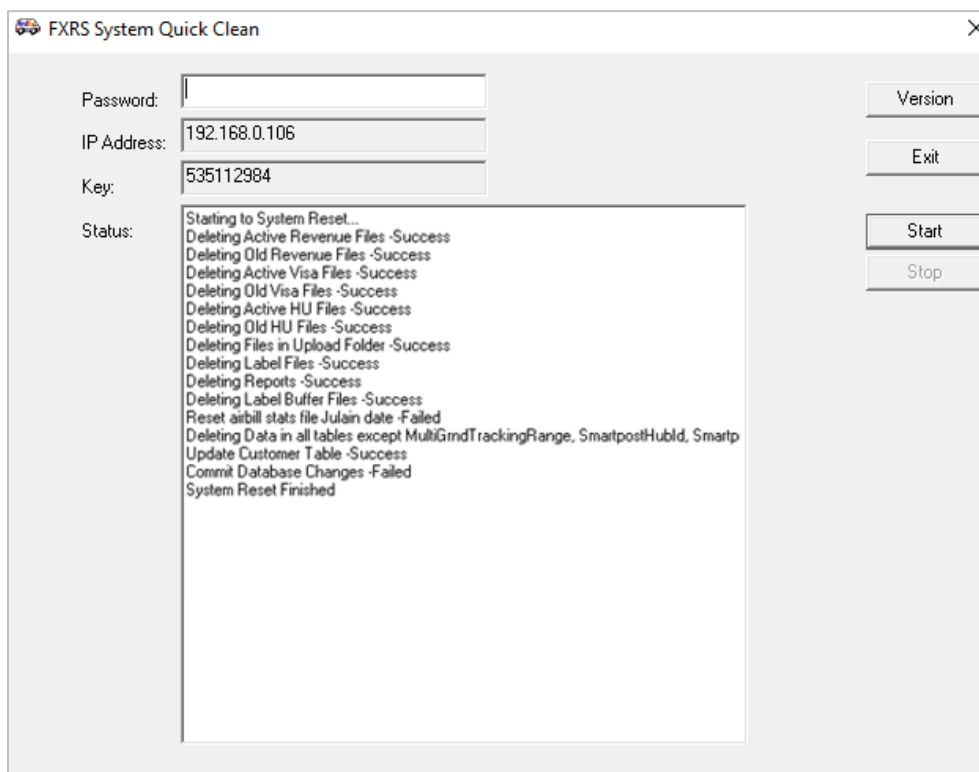 FXRS System Quick Clean
Password:
IP Address: 192.168.0.106
Key: 535112984
Status:
Starting to System Reset...
Deleting Active Revenue Files -Success
Deleting Old Revenue Files -Success
Deleting Active Visa Files -Success
Deleting Old Visa Files -Success
Deleting Active HU Files -Success
Deleting Old HU Files -Success
Deleting Files in Upload Folder -Success
Deleting Label Files -Success
Deleting Reports -Success
Deleting Label Buffer Files -Success
Reset airbill stats file Julain date -Failed
Deleting Data in all tables except MultiGrndTrackingRange, SmartpostHubId, Smartp
Update Customer Table -Success
Commit Database Changes -Failed
System Reset Finished
Version
Exit
Start
Stop